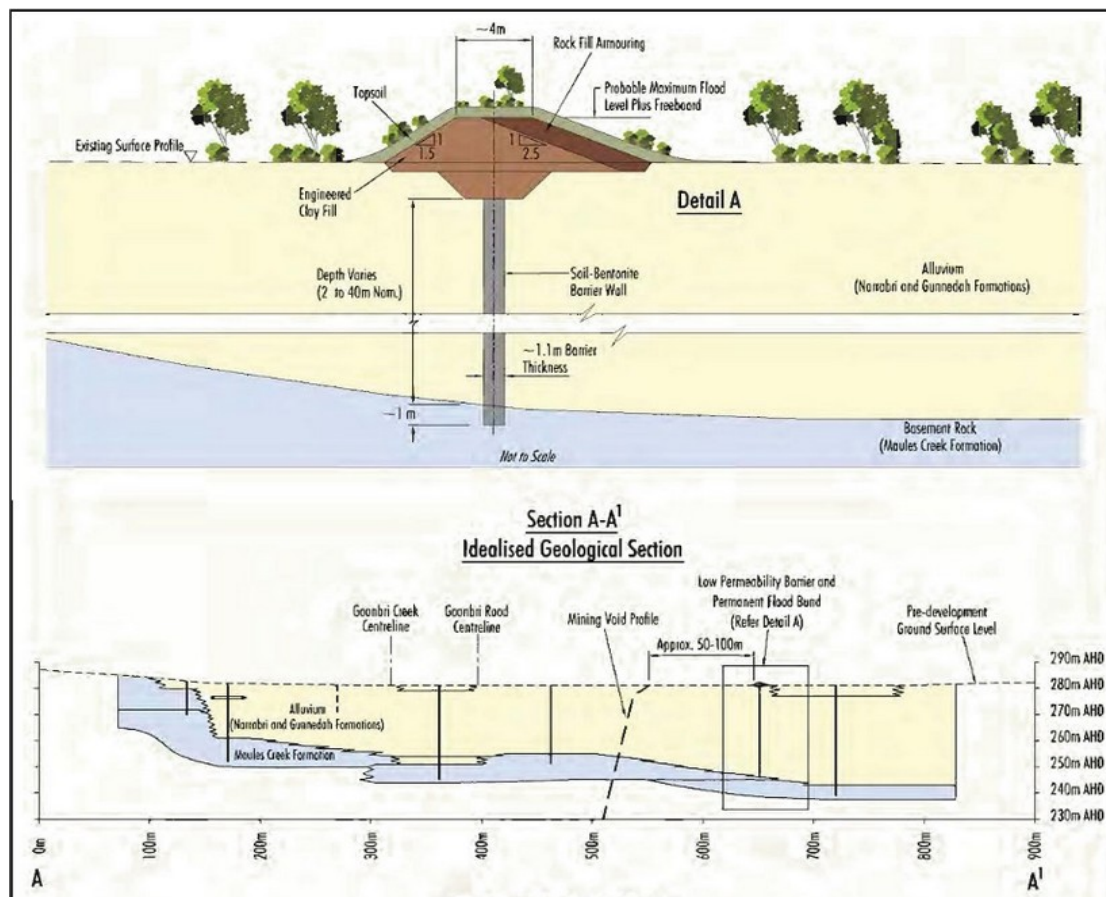 ~4m
Rock Fill Armouring
Topsoil
Probable Maximum Flood
Level Plus Freeboard
Existing Surface Profile
1
1.5
1
2.5
Engineered
Clay Fill
Detail A
Depth Varies
(2 to 40m Nom.)
Soil-Bentonite
Barrier Wall
Alluvium
(Narrabri and Gunnedah Formations)
~1.1m Barrier
Thickness
~1 m
Basement Rock
(Maules Creek Formation)
Not to Scale
Section A-A¹
Idealised Geological Section
Low Permeability Barrier and
Permanent Flood Bund
(Refer Detail A)
Goonbri Creek
Centreline
Goonbri Road
Centreline
Mining Void Profile
Pre-development
Ground Surface Level
Approx. 50-100m
290m AHD
280m AHD
270m AHD
260m AHD
250m AHD
240m AHD
230m AHD
Alluvium
(Narrabri and Gunnedah Formations)
Maules Creek Formation
0m
100m
200m
300m
400m
500m
600m
700m
800m
900m
A
A¹